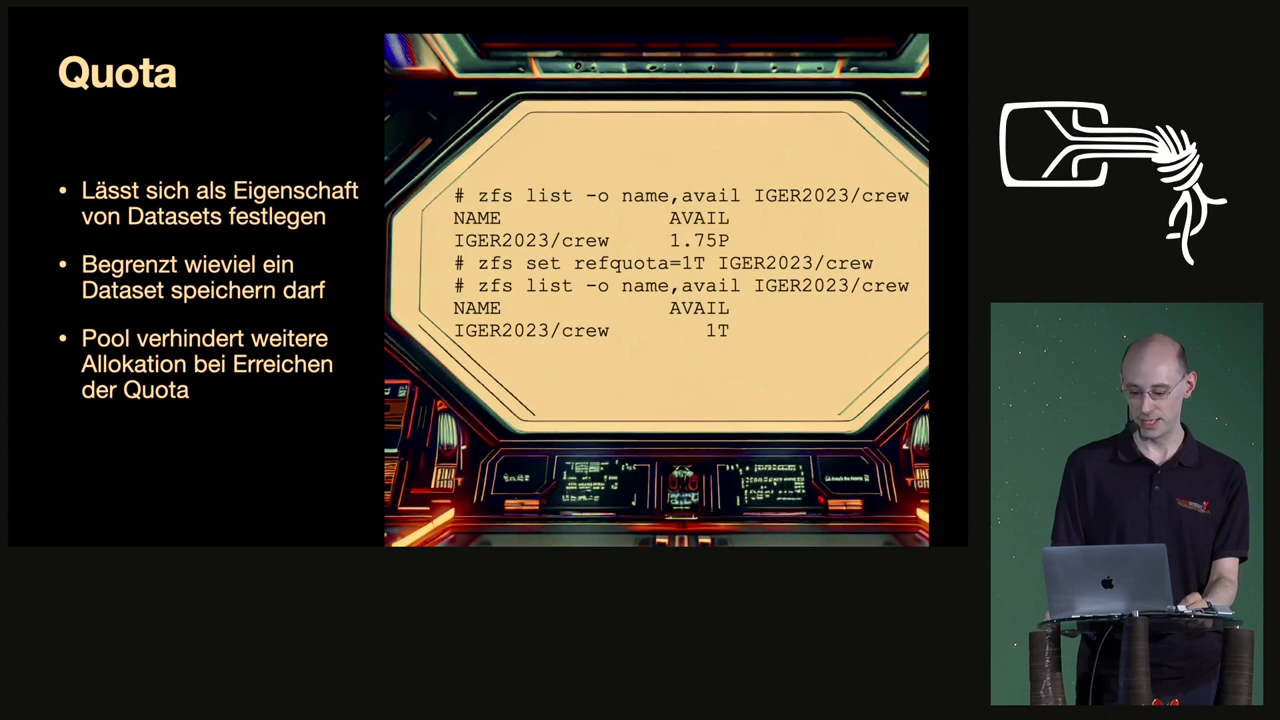 Quota
• Lässt sich als Eigenschaft
von Datasets festlegen
• Begrenzt wieviel ein
Dataset speichern darf
• Pool verhindert weitere
Allokation bei Erreichen
der Quota
# zfs list -o name,avail IGER2023/crew
NAME AVAIL
IGER2023/crew 1.75P
# zfs set refquota=1T IGER2023/crew
# zfs list -o name,avail IGER2023/crew
NAME AVAIL
IGER2023/crew 1T